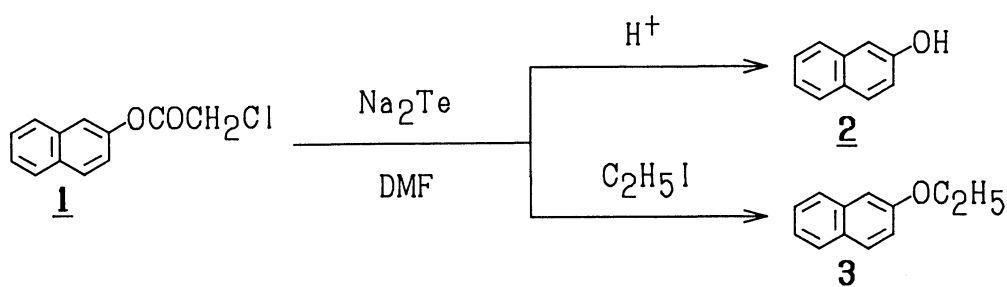 OCOCH₂Cl
1
Na₂Te
DMF
H⁺
OH
2
C₂H₅I
OC₂H₅
3